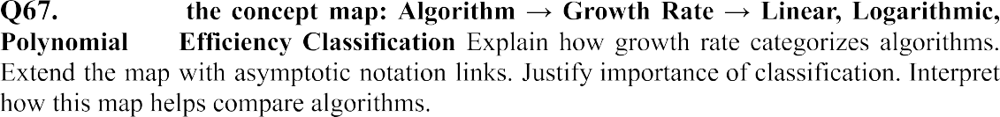 Q67. the concept map: Algorithm → Growth Rate → Linear, Logarithmic,
Polynomial Efficiency Classification Explain how growth rate categorizes algorithms.
Extend the map with asymptotic notation links. Justify importance of classification. Interpret
how this map helps compare algorithms.